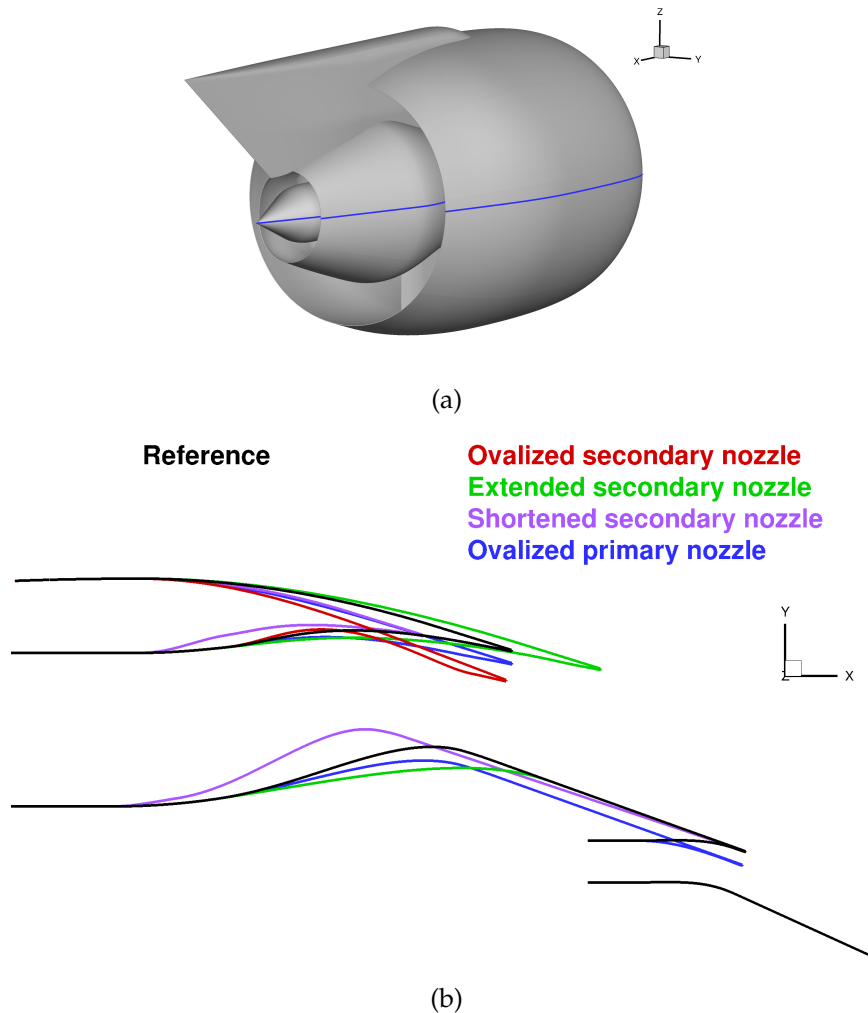 Z
X
Y
(a)
Reference
Ovalized secondary nozzle
Extended secondary nozzle
Shortened secondary nozzle
Ovalized primary nozzle
Y
Z
X
(b)